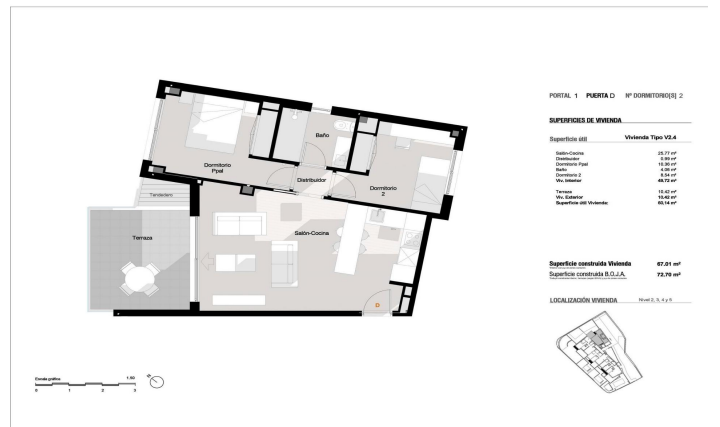 PORTAL 1 PUERTA D Nº DORMITORIO[S] 2
SUPERFICIES DE VIVIENDA
Superficie útil Vivienda Tipo V2.4
Salón-Cocina 25.77 m²
Distribuidor 0.99 m²
Dormitorio Ppal 10.36 m²
Baño 4.06 m²
Dormitorio 2 8.54 m²
Viv. Interior 49.72 m²
Terraza 10.42 m²
Viv. Exterior 10.42 m²
Superficie útil Vivienda: 60.14 m²
Superficie construida Vivienda 67.01 m²
Superficie construida B.O.J.A. 72.70 m²
LOCALIZACIÓN VIVIENDA Nivel 2, 3, 4 y 5
Baño
Dormitorio
Ppal
Distribuidor
Dormitorio
2
Tendedero
Terraza
Salón-Cocina
D
Escala gráfica 1.50
0 1 2 3
N